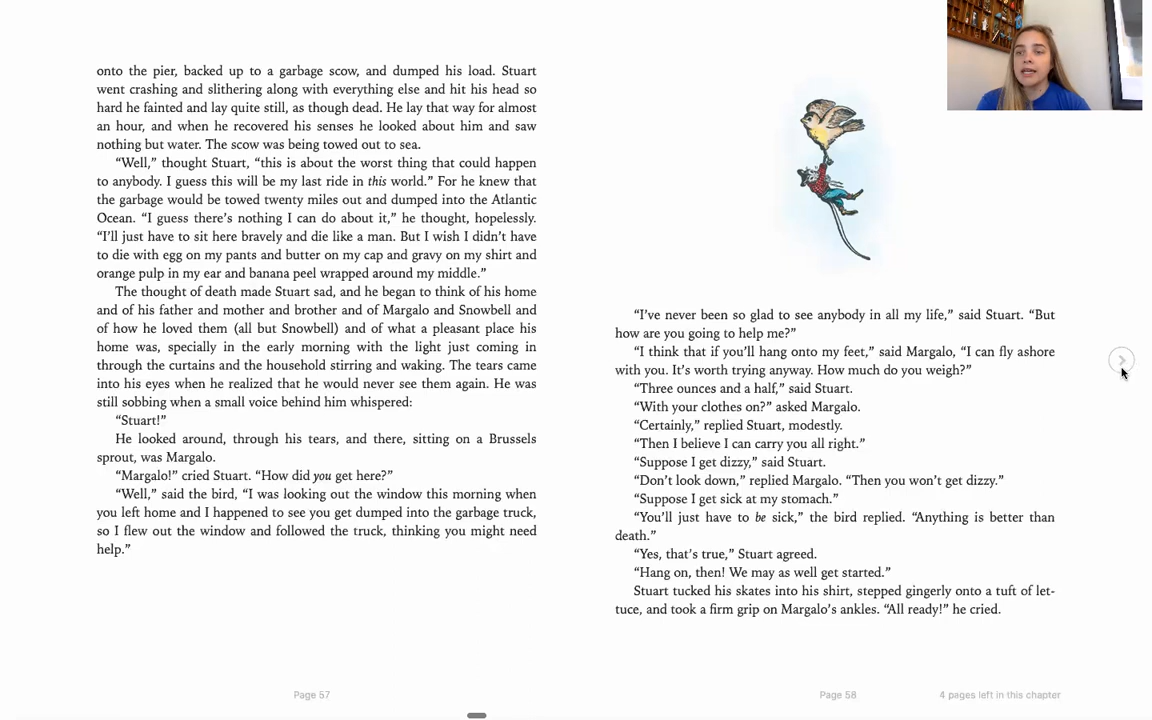 onto the pier, backed up to a garbage scow, and dumped his load. Stuart
went crashing and slithering along with everything else and hit his head so
hard he fainted and lay quite still, as though dead. He lay that way for almost
an hour, and when he recovered his senses he looked about him and saw
nothing but water. The scow was being towed out to sea.
“Well,” thought Stuart, “this is about the worst thing that could happen
to anybody. I guess this will be my last ride in this world.” For he knew that
the garbage would be towed twenty miles out and dumped into the Atlantic
Ocean. “I guess there’s nothing I can do about it,” he thought, hopelessly.
“I’ll just have to sit here bravely and die like a man. But I wish I didn’t have
to die with egg on my pants and butter on my cap and gravy on my shirt and
orange pulp in my ear and banana peel wrapped around my middle.”
The thought of death made Stuart sad, and he began to think of his home
and of his father and mother and brother and of Margalo and Snowbell and
of how he loved them (all but Snowbell) and of what a pleasant place his
home was, specially in the early morning with the light just coming in
through the curtains and the household stirring and waking. The tears came
into his eyes when he realized that he would never see them again. He was
still sobbing when a small voice behind him whispered:
“Stuart!”
He looked around, through his tears, and there, sitting on a Brussels
sprout, was Margalo.
“Margalo!” cried Stuart. “How did you get here?”
“Well,” said the bird, “I was looking out the window this morning when
you left home and I happened to see you get dumped into the garbage truck,
so I flew out the window and followed the truck, thinking you might need
help.”
Page 57
“I’ve never been so glad to see anybody in all my life,” said Stuart. “But
how are you going to help me?”
“I think that if you’ll hang onto my feet,” said Margalo, “I can fly ashore
with you. It’s worth trying anyway. How much do you weigh?”
“Three ounces and a half,” said Stuart.
“With your clothes on?” asked Margalo.
“Certainly,” replied Stuart, modestly.
“Then I believe I can carry you all right.”
“Suppose I get dizzy,” said Stuart.
“Don’t look down,” replied Margalo. “Then you won’t get dizzy.”
“Suppose I get sick at my stomach.”
“You’ll just have to be sick,” the bird replied. “Anything is better than
death.”
“Yes, that’s true,” Stuart agreed.
“Hang on, then! We may as well get started.”
Stuart tucked his skates into his shirt, stepped gingerly onto a tuft of let-
tuce, and took a firm grip on Margalo’s ankles. “All ready!” he cried.
Page 58
4 pages left in this chapter